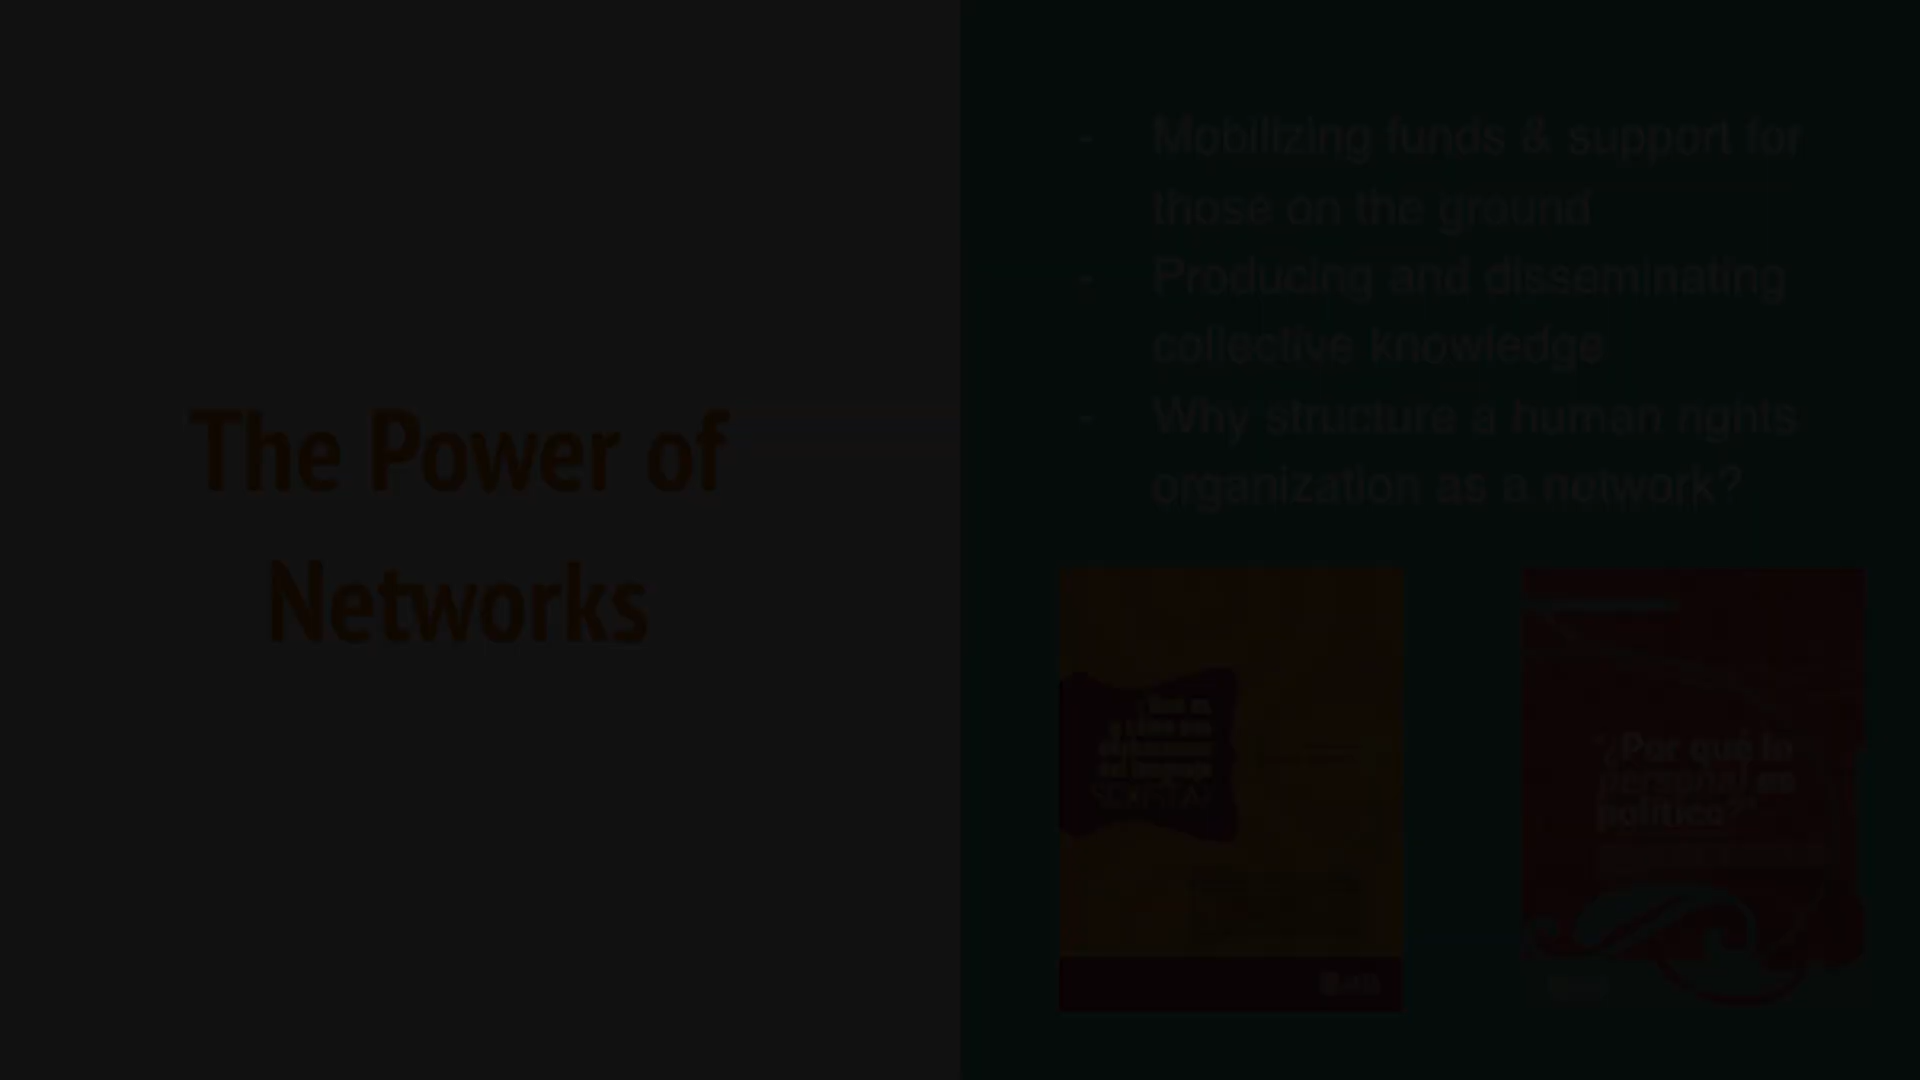 The Power of
Networks
- Mobilizing funds & support for
those on the ground
- Producing and disseminating
collective knowledge
- Why structure a human rights
organization as a network?
"¿Por qué lo
personal es
político?"